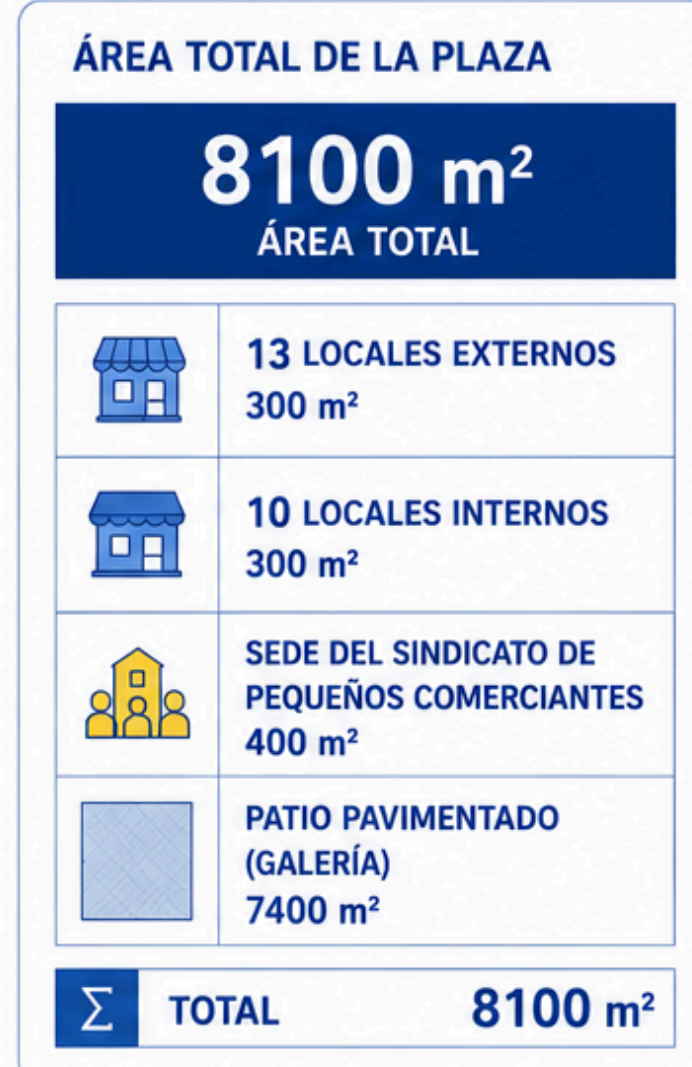 ÁREA TOTAL DE LA PLAZA
8100 m²
ÁREA TOTAL
13 LOCALES EXTERNOS
300 m²
10 LOCALES INTERNOS
300 m²
SEDE DEL SINDICATO DE
PEQUEÑOS COMERCIANTES
400 m²
PATIO PAVIMENTADO
(GALERÍA)
7400 m²
Σ TOTAL 8100 m²